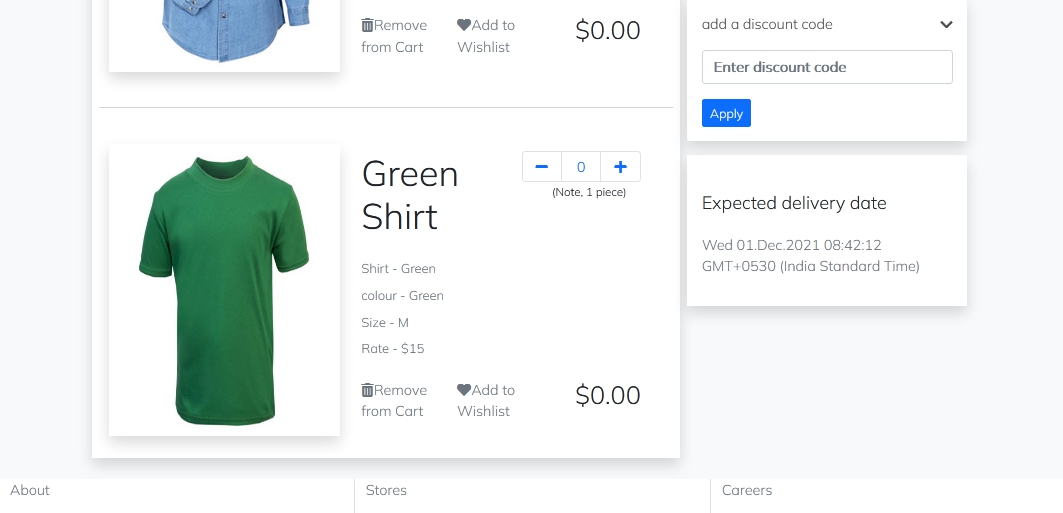 Remove
from Cart
Add to
Wishlist
$0.00
add a discount code
Enter discount code
Apply
Green
Shirt
0
(Note, 1 piece)
Shirt - Green
colour - Green
Size - M
Rate - $15
Remove
from Cart
Add to
Wishlist
$0.00
Expected delivery date
Wed 01.Dec.2021 08:42:12
GMT+0530 (India Standard Time)
About
Stores
Careers